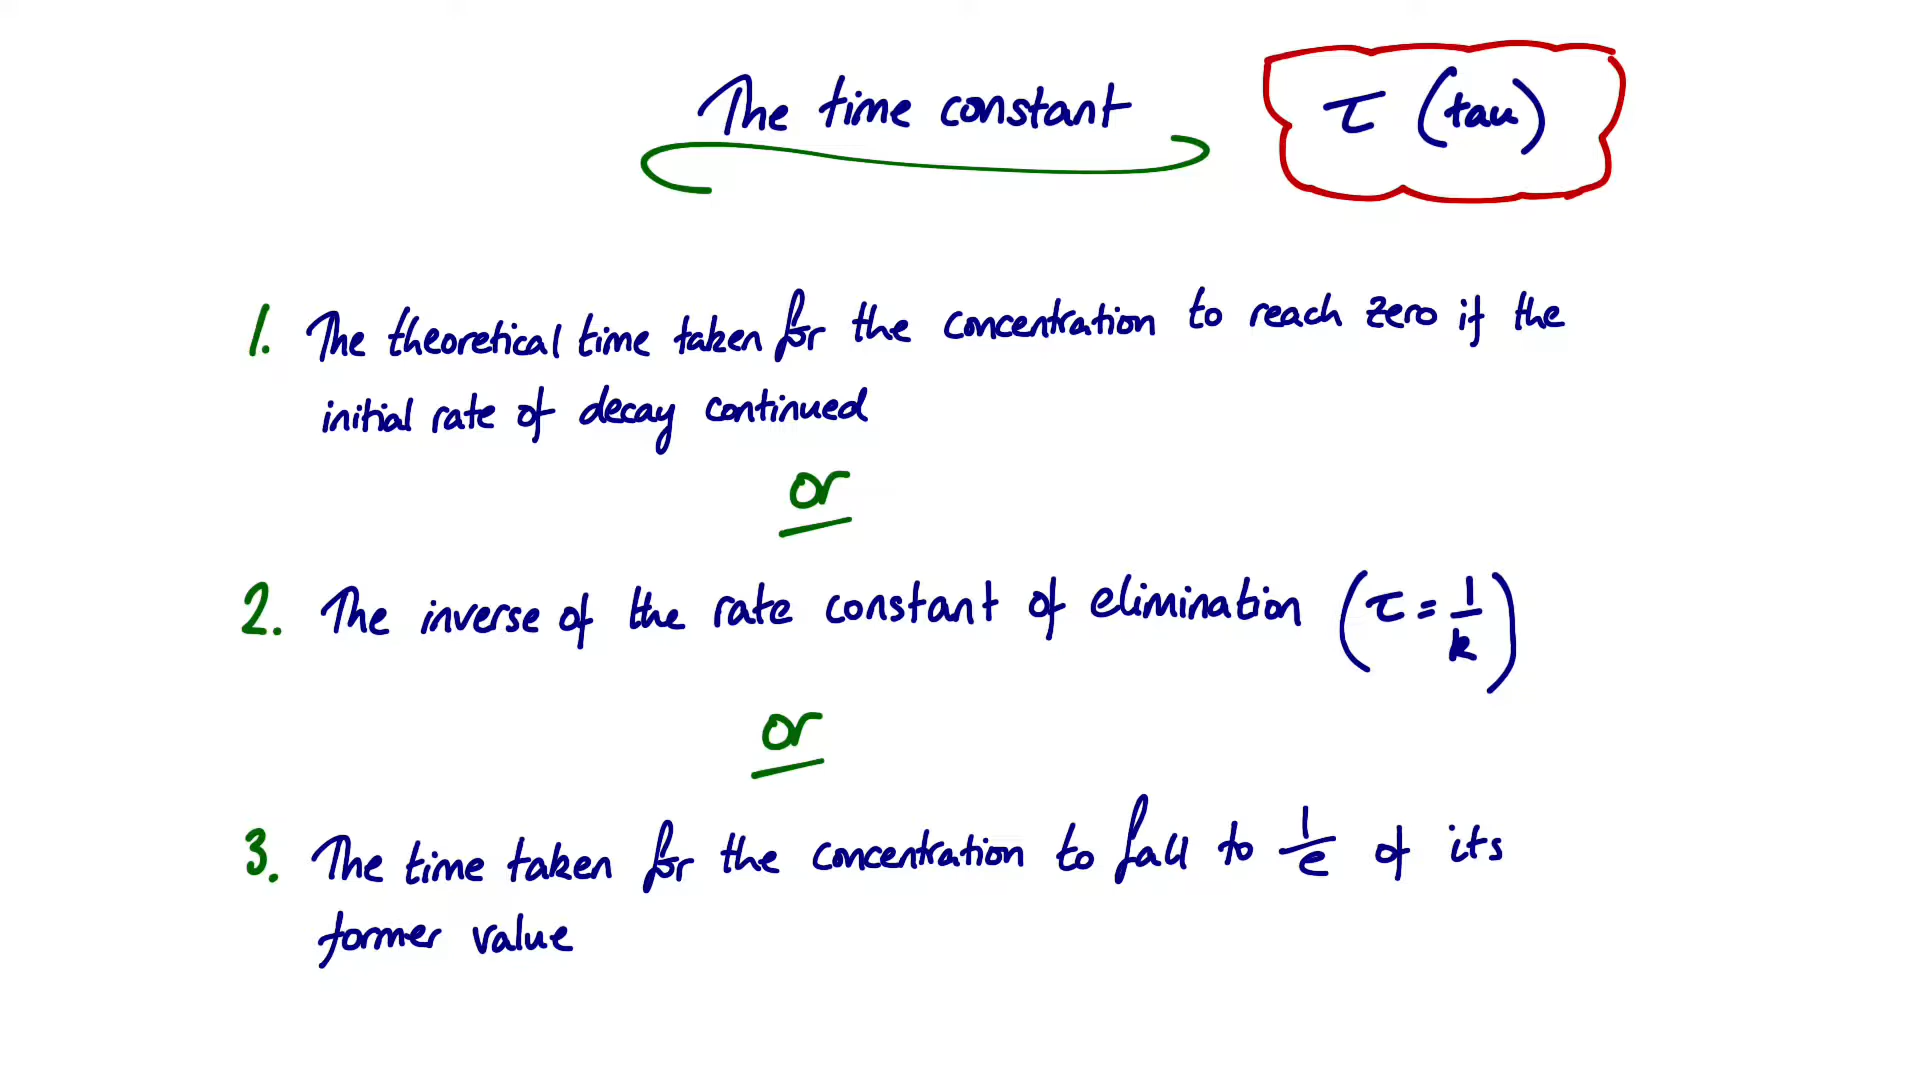 The time constant τ (tau)
1. The theoretical time taken for the concentration to reach zero if the
initial rate of decay continued
or
2. The inverse of the rate constant of elimination (τ = 1/k)
or
3. The time taken for the concentration to fall to 1/e of its
former value